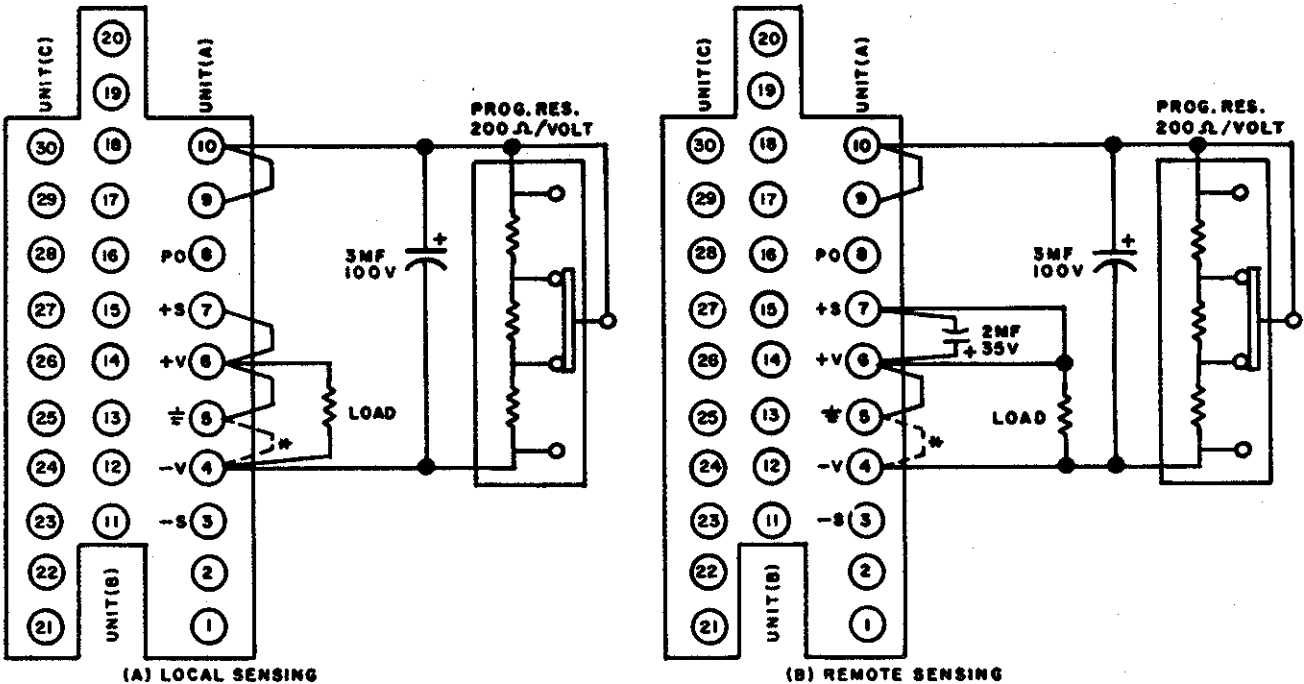 UNIT(C)
20
UNIT(A)
19
30
18
10
29
17
9
28
16
PO 8
27
15
+S 7
26
14
+V 6
25
13
⏚ 5
*
24
12
-V 4
23
11
-S 3
22
2
21
UNIT(B)
1
PROG. RES.
200 Ω/VOLT
+
3MF
100V
LOAD
(A) LOCAL SENSING
UNIT(C)
20
UNIT(A)
19
30
18
10
29
17
9
28
16
PO 8
27
15
+S 7
26
14
+V 6
25
13
⏚ 5
*
24
12
-V 4
23
11
-S 3
22
2
21
UNIT(B)
1
PROG. RES.
200 Ω/VOLT
+
3MF
100V
2MF
+ 35V
LOAD
(B) REMOTE SENSING